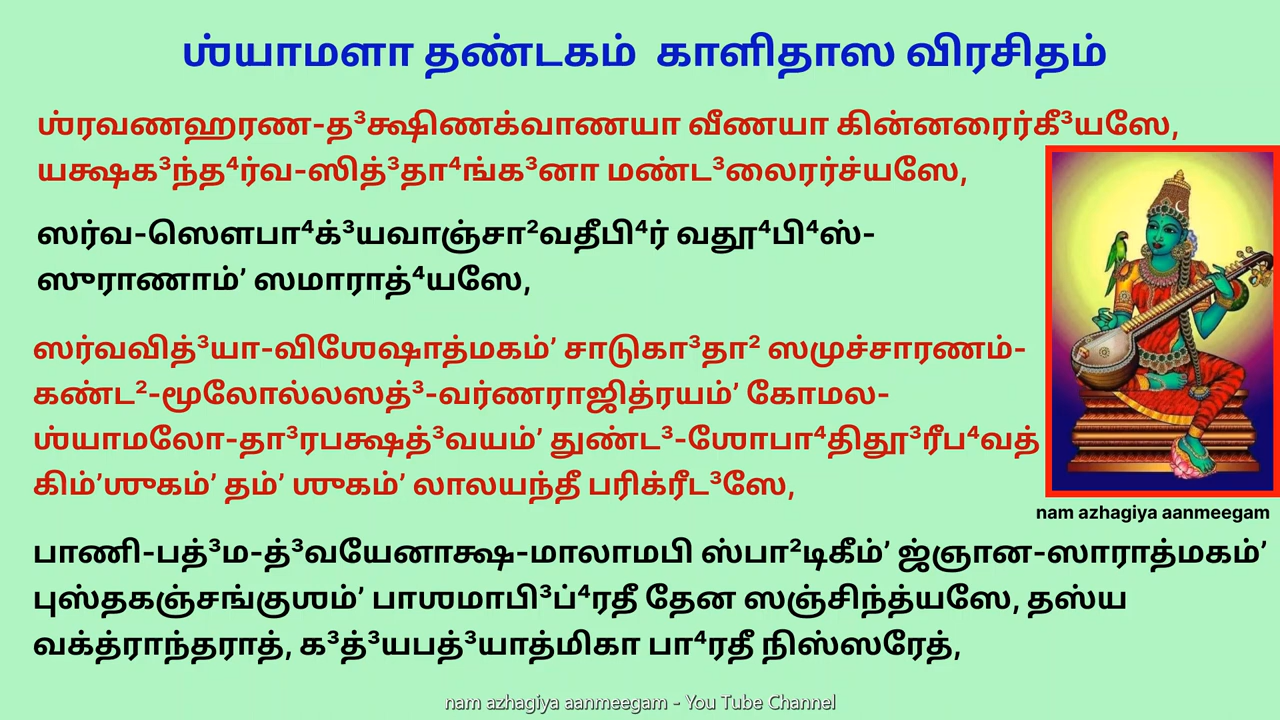 ஶ்யாமளா தண்டகம் காளிதாஸ விரசிதம்
ஶ்ரவணஹரண-த³க்ஷிணக்வாணயா வீணயா கின்னரைர்கீ³யஸே,
யக்ஷக³ந்த⁴ர்வ-ஸித்³தா⁴ங்க³னா மண்ட³லைரர்ச்யஸே,
ஸர்வ-ஸௌபா⁴க்³யவாஞ்சா²வதீபி⁴ர் வதூ⁴பி⁴ஸ்-
ஸுராணாம்ʼ ஸமாராத்⁴யஸே,
ஸர்வவித்³யா-விஶேஷாத்மகம்ʼ சாடுகா³தா² ஸமுச்சாரணம்-
கண்ட²-மூலோல்லஸத்³-வர்ணராஜித்ரயம்ʼ கோமல-
ஶ்யாமலோ-தா³ரபக்ஷத்³வயம்ʼ துண்ட³-ஶோபா⁴திதூ³ரீப⁴வத்
கிம்ʼஶுகம்ʼ தம்ʼ ஶுகம்ʼ லாலயந்தீ பரிக்ரீட³ஸே,
nam azhagiya aanmeegam
பாணி-பத்³ம-த்³வயேனாக்ஷ-மாலாமபி ஸ்பா²டிகீம்ʼ ஜ்ஞான-ஸாராத்மகம்ʼ
புஸ்தகஞ்சங்குஶம்ʼ பாஶமாபி³ப்⁴ரதீ தேன ஸஞ்சிந்த்யஸே, தஸ்ய
வக்த்ராந்தராத், க³த்³யபத்³யாத்மிகா பா⁴ரதீ நிஸ்ஸரேத்,
nam azhagiya aanmeegam - You Tube Channel